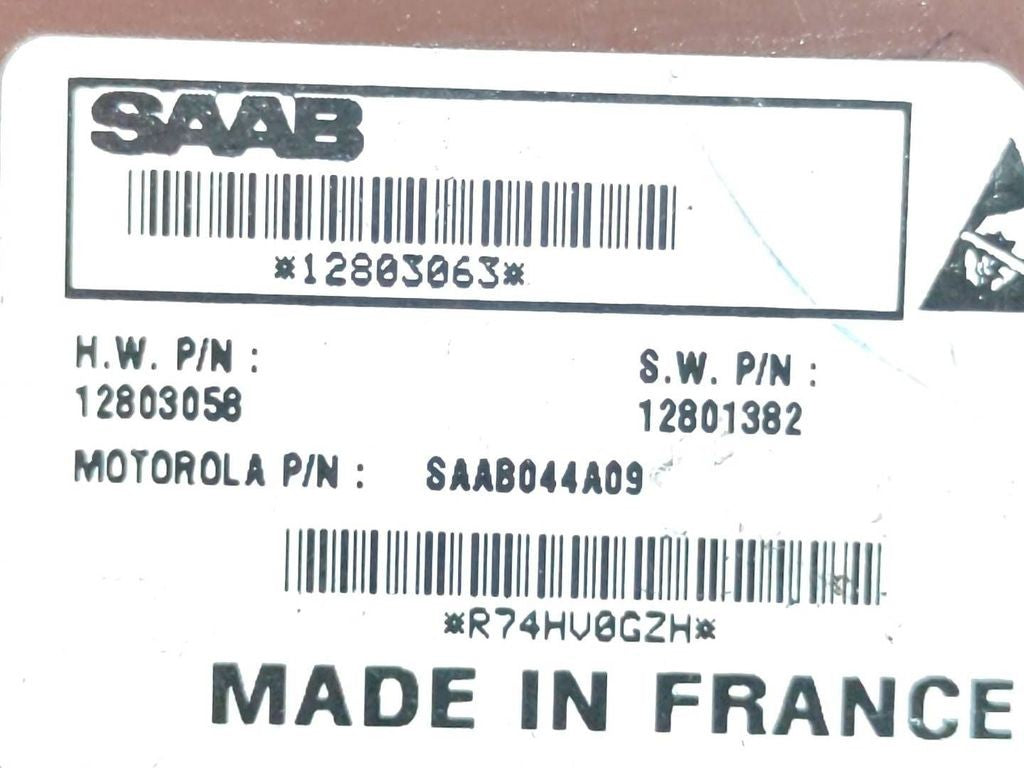 SAAB
*12803063*
H.W. P/N :
12803058
S.W. P/N :
12801382
MOTOROLA P/N : SAAB044A09
*R74HV0GZH*
MADE IN FRANCE